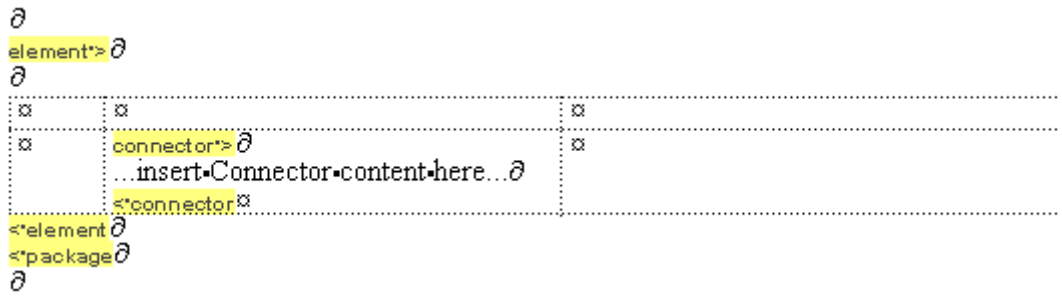 ∂
element*>∂
∂
¤ ¤ ¤
¤ connector*>∂ ¤
...insert▪Connector▪content▪here...∂
<*connector¤
<*element∂
<*package∂
∂